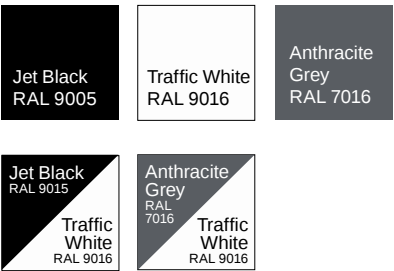 Jet Black
RAL 9005
Traffic White
RAL 9016
Anthracite
Grey
RAL 7016
Jet Black
RAL 9015
Traffic
White
RAL 9016
Anthracite
Grey
RAL
7016
Traffic
White
RAL 9016